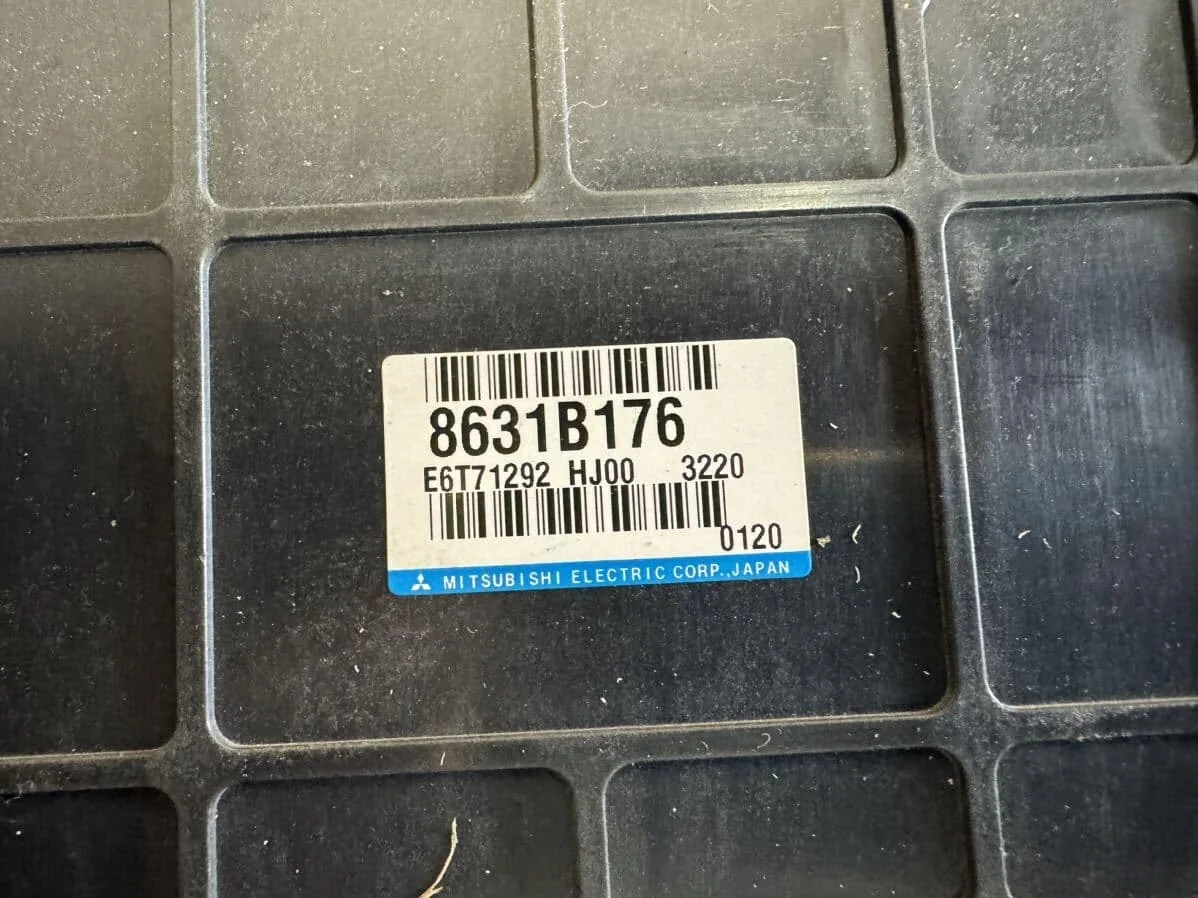 8631B176
E6T71292 HJ00 3220
0120
MITSUBISHI ELECTRIC CORP.,JAPAN